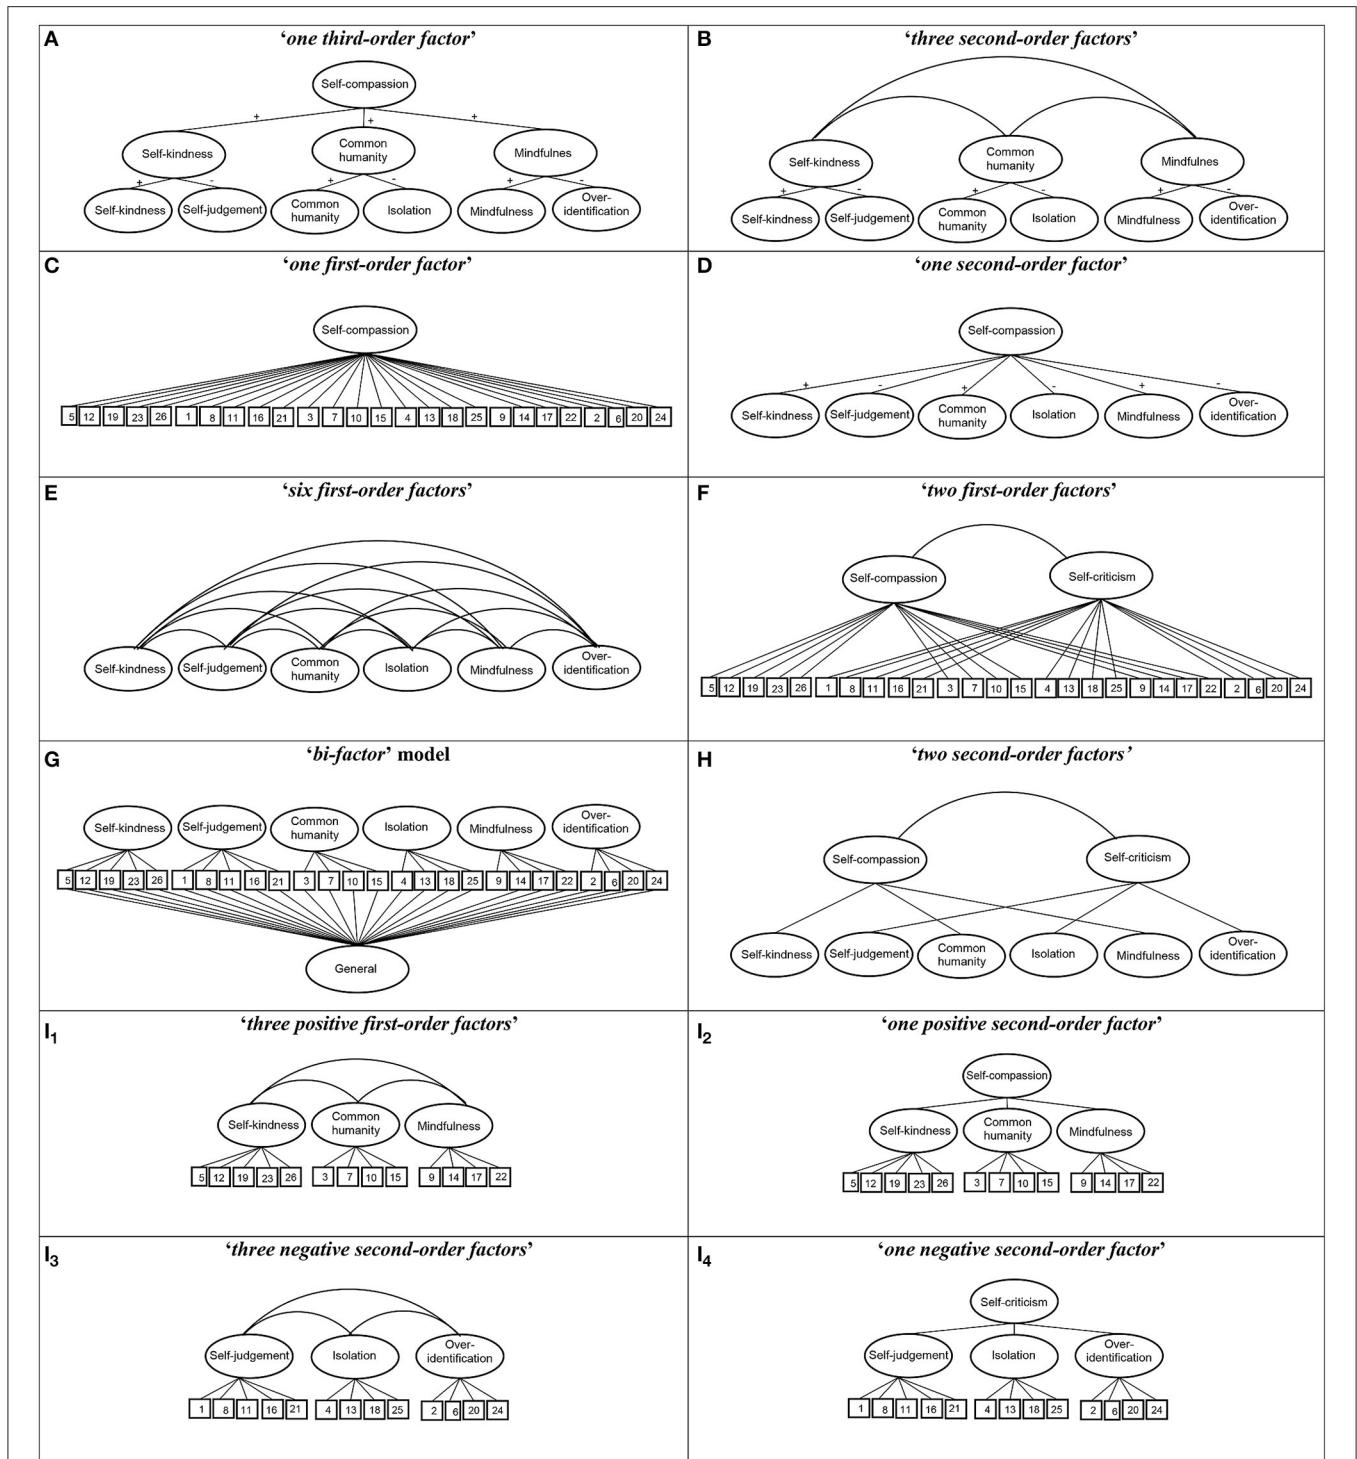 A
‘one third-order factor’
Self-compassion
+ + +
Self-kindness
Common
humanity
Mindfulnes
+ - + - + -
Self-kindness
Self-judgement
Common
humanity
Isolation
Mindfulness
Over-
identification
B
‘three second-order factors’
Self-kindness
Common
humanity
Mindfulnes
+ - + - + -
Self-kindness
Self-judgement
Common
humanity
Isolation
Mindfulness
Over-
identification
C
‘one first-order factor’
Self-compassion
5 12 19 23 26 1 8 11 16 21 3 7 10 15 4 13 18 25 9 14 17 22 2 6 20 24
D
‘one second-order factor’
Self-compassion
+ - + - + -
Self-kindness
Self-judgement
Common
humanity
Isolation
Mindfulness
Over-
identification
E
‘six first-order factors’
Self-kindness
Self-judgement
Common
humanity
Isolation
Mindfulness
Over-
identification
F
‘two first-order factors’
Self-compassion
Self-criticism
5 12 19 23 26 1 8 11 16 21 3 7 10 15 4 13 18 25 9 14 17 22 2 6 20 24
G
‘bi-factor’ model
Self-kindness
Self-judgement
Common
humanity
Isolation
Mindfulness
Over-
identification
5 12 19 23 26 1 8 11 16 21 3 7 10 15 4 13 18 25 9 14 17 22 2 6 20 24
General
H
‘two second-order factors’
Self-compassion
Self-criticism
Self-kindness
Self-judgement
Common
humanity
Isolation
Mindfulness
Over-
identification
I1
‘three positive first-order factors’
Self-kindness
Common
humanity
Mindfulness
5 12 19 23 26 3 7 10 15 9 14 17 22
I2
‘one positive second-order factor’
Self-compassion
Self-kindness
Common
humanity
Mindfulness
5 12 19 23 26 3 7 10 15 9 14 17 22
I3
‘three negative second-order factors’
Self-judgement
Isolation
Over-
identification
1 8 11 16 21 4 13 18 25 2 6 20 24
I4
‘one negative second-order factor’
Self-criticism
Self-judgement
Isolation
Over-
identification
1 8 11 16 21 4 13 18 25 2 6 20 24